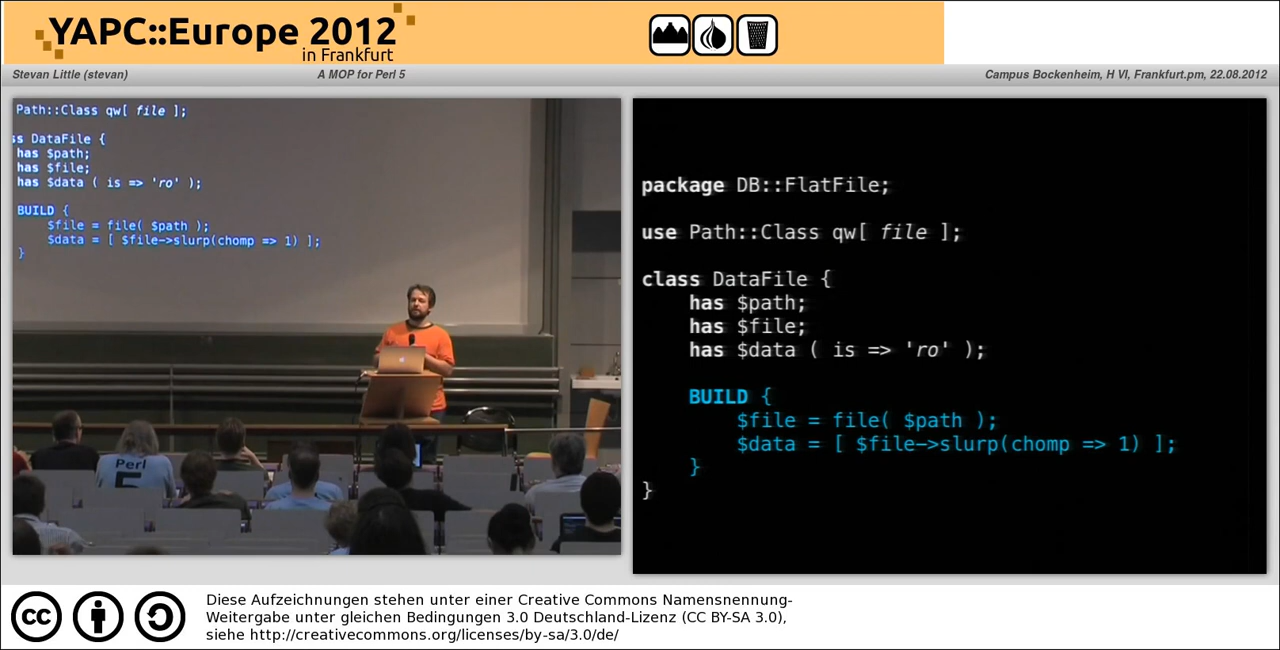 YAPC::Europe 2012
in Frankfurt
Stevan Little (stevan)
A MOP for Perl 5
Campus Bockenheim, H VI, Frankfurt.pm, 22.08.2012
Path::Class qw[ file ];
ss DataFile {
has $path;
has $file;
has $data ( is => 'ro' );
BUILD {
$file = file( $path );
$data = [ $file->slurp(chomp => 1) ];
}
Perl
5
package DB::FlatFile;
use Path::Class qw[ file ];
class DataFile {
has $path;
has $file;
has $data ( is => 'ro' );
BUILD {
$file = file( $path );
$data = [ $file->slurp(chomp => 1) ];
}
}
cc
Diese Aufzeichnungen stehen unter einer Creative Commons Namensnennung-
Weitergabe unter gleichen Bedingungen 3.0 Deutschland-Lizenz (CC BY-SA 3.0),
siehe http://creativecommons.org/licenses/by-sa/3.0/de/